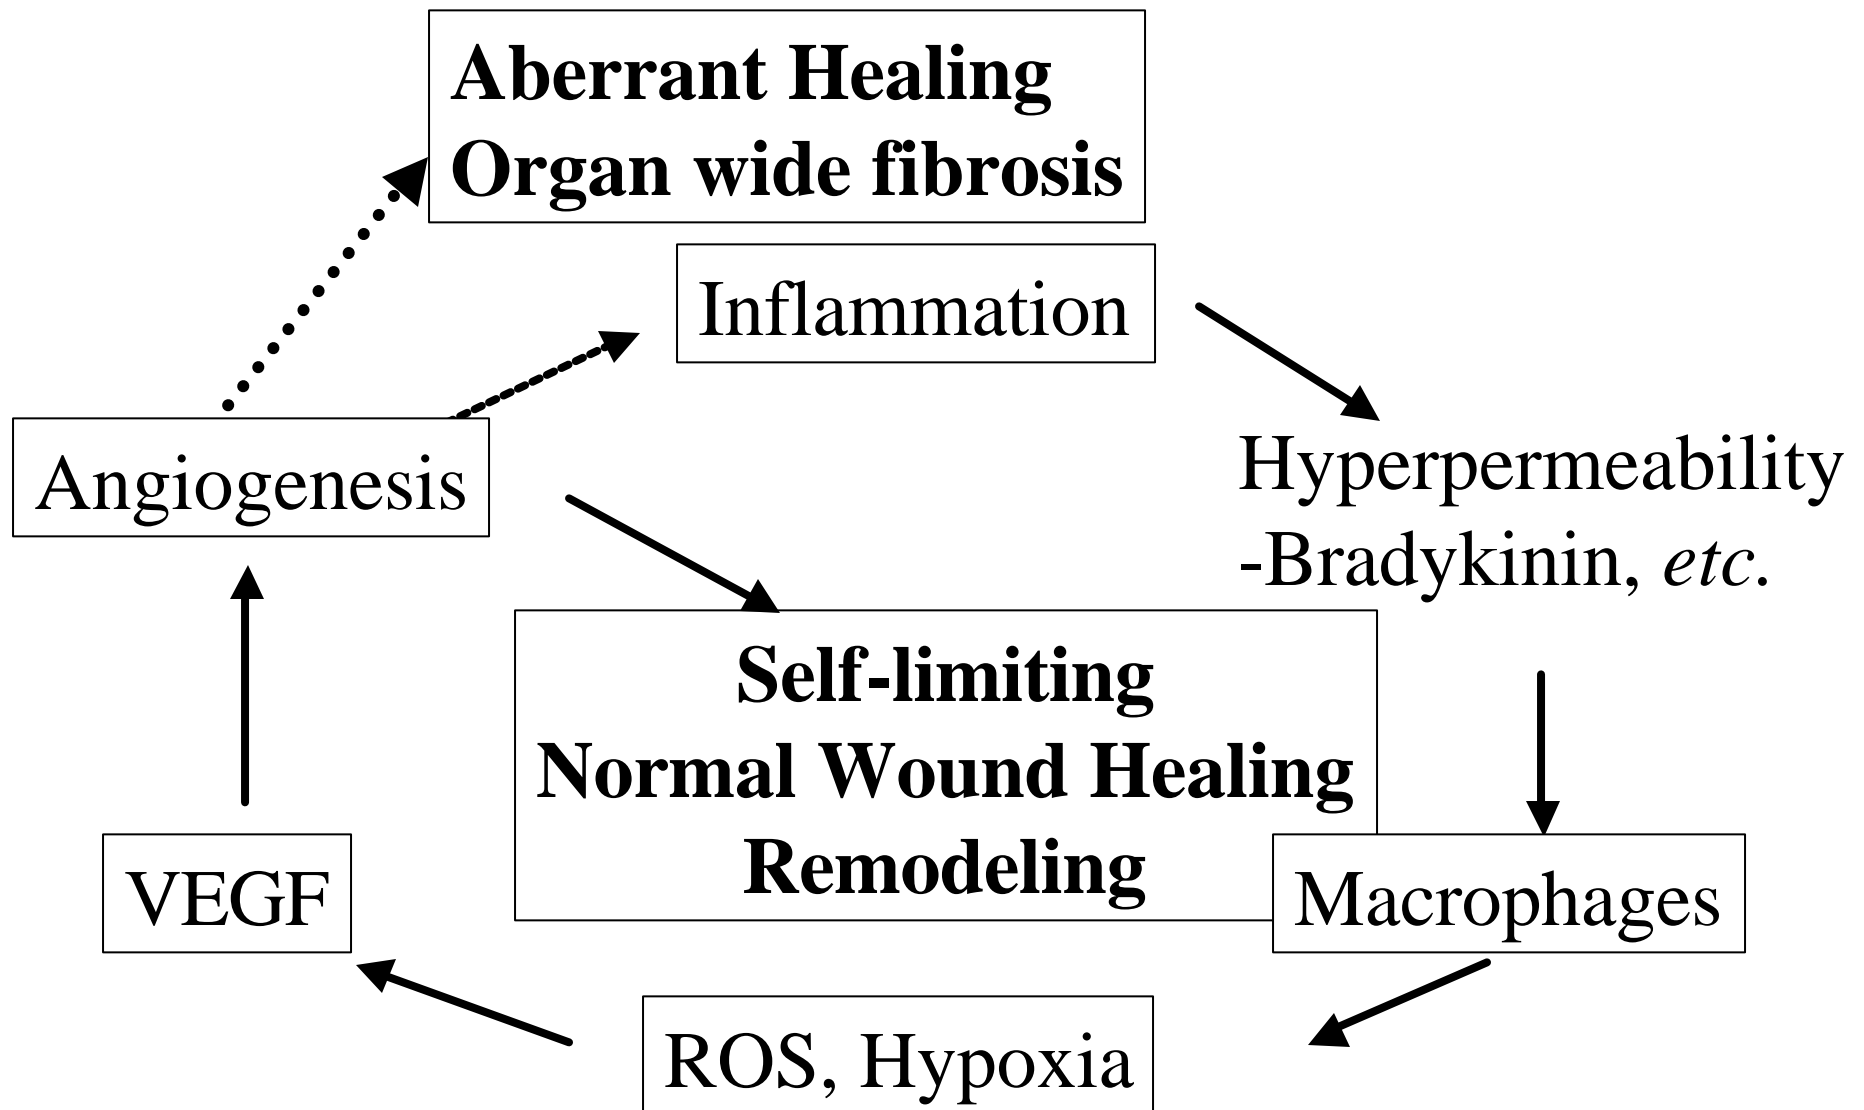 Aberrant Healing
Organ wide fibrosis
Inflammation
Angiogenesis
Hyperpermeability
-Bradykinin, etc.
Self-limiting
Normal Wound Healing
Remodeling
VEGF
Macrophages
ROS, Hypoxia